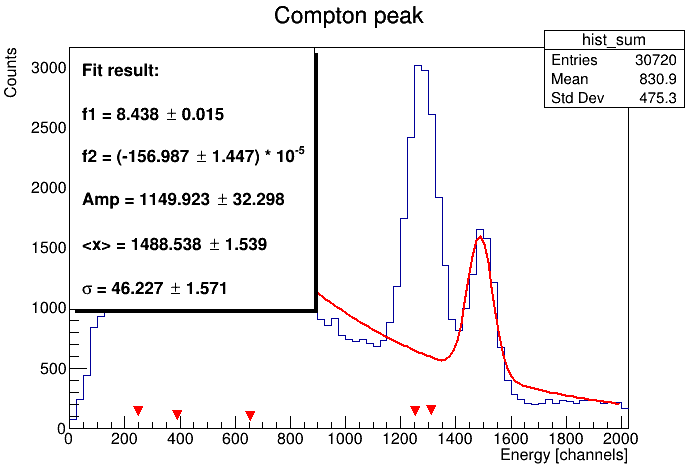 Compton peak
hist_sum
Entries 30720
Mean 830.9
Std Dev 475.3
Counts
Fit result:
f1 = 8.438 ± 0.015
f2 = (-156.987 ± 1.447) * 10^-5
Amp = 1149.923 ± 32.298
<x> = 1488.538 ± 1.539
σ = 46.227 ± 1.571
3000
2500
2000
1500
1000
500
0
0 200 400 600 800 1000 1200 1400 1600 1800 2000
Energy [channels]